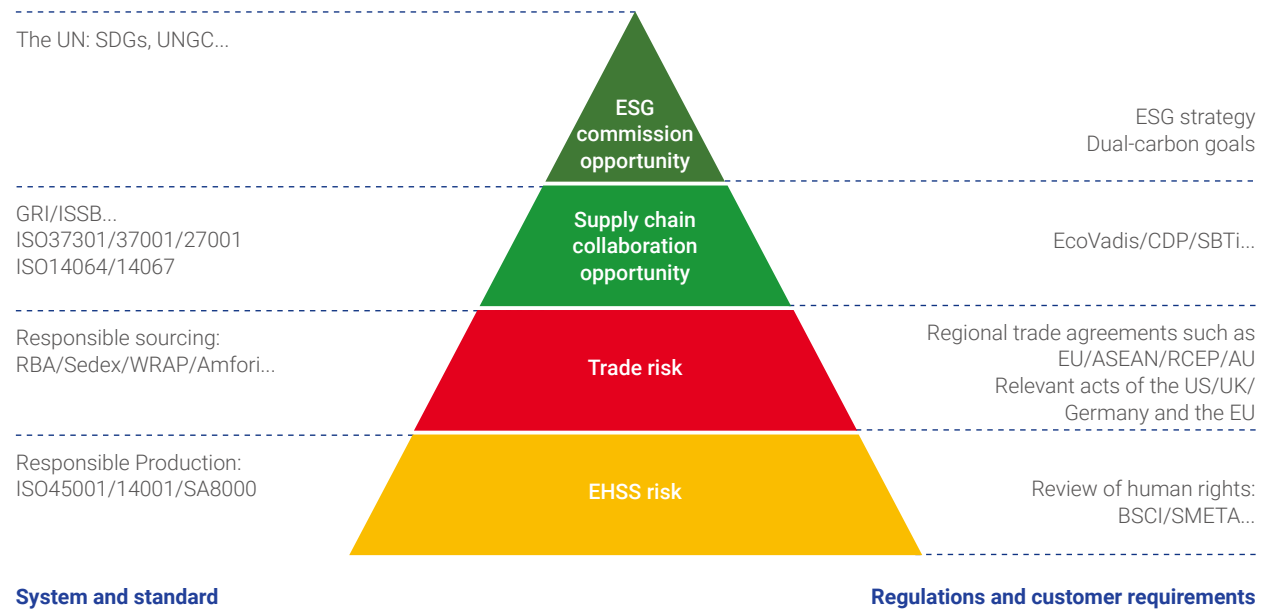 The UN: SDGs, UNGC...
ESG
commission
opportunity
ESG strategy
Dual-carbon goals
GRI/ISSB...
ISO37301/37001/27001
ISO14064/14067
Supply chain
collaboration
opportunity
EcoVadis/CDP/SBTi...
Responsible sourcing:
RBA/Sedex/WRAP/Amfori...
Trade risk
Regional trade agreements such as
EU/ASEAN/RCEP/AU
Relevant acts of the US/UK/
Germany and the EU
Responsible Production:
ISO45001/14001/SA8000
EHSS risk
Review of human rights:
BSCI/SMETA...
System and standard
Regulations and customer requirements